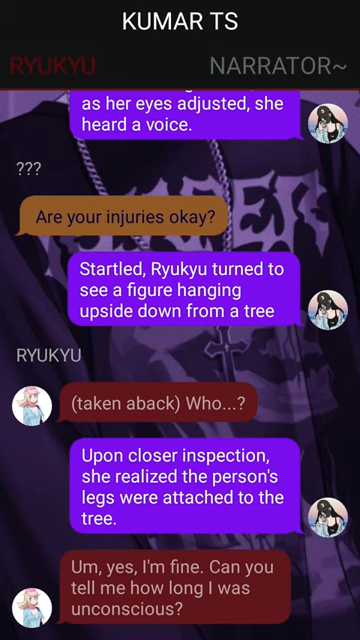 KUMAR TS
RYUKYU NARRATOR~
as her eyes adjusted, she
heard a voice.
???
Are your injuries okay?
Startled, Ryukyu turned to
see a figure hanging
upside down from a tree
RYUKYU
(taken aback) Who...?
Upon closer inspection,
she realized the person's
legs were attached to the
tree.
Um, yes, I'm fine. Can you
tell me how long I was
unconscious?